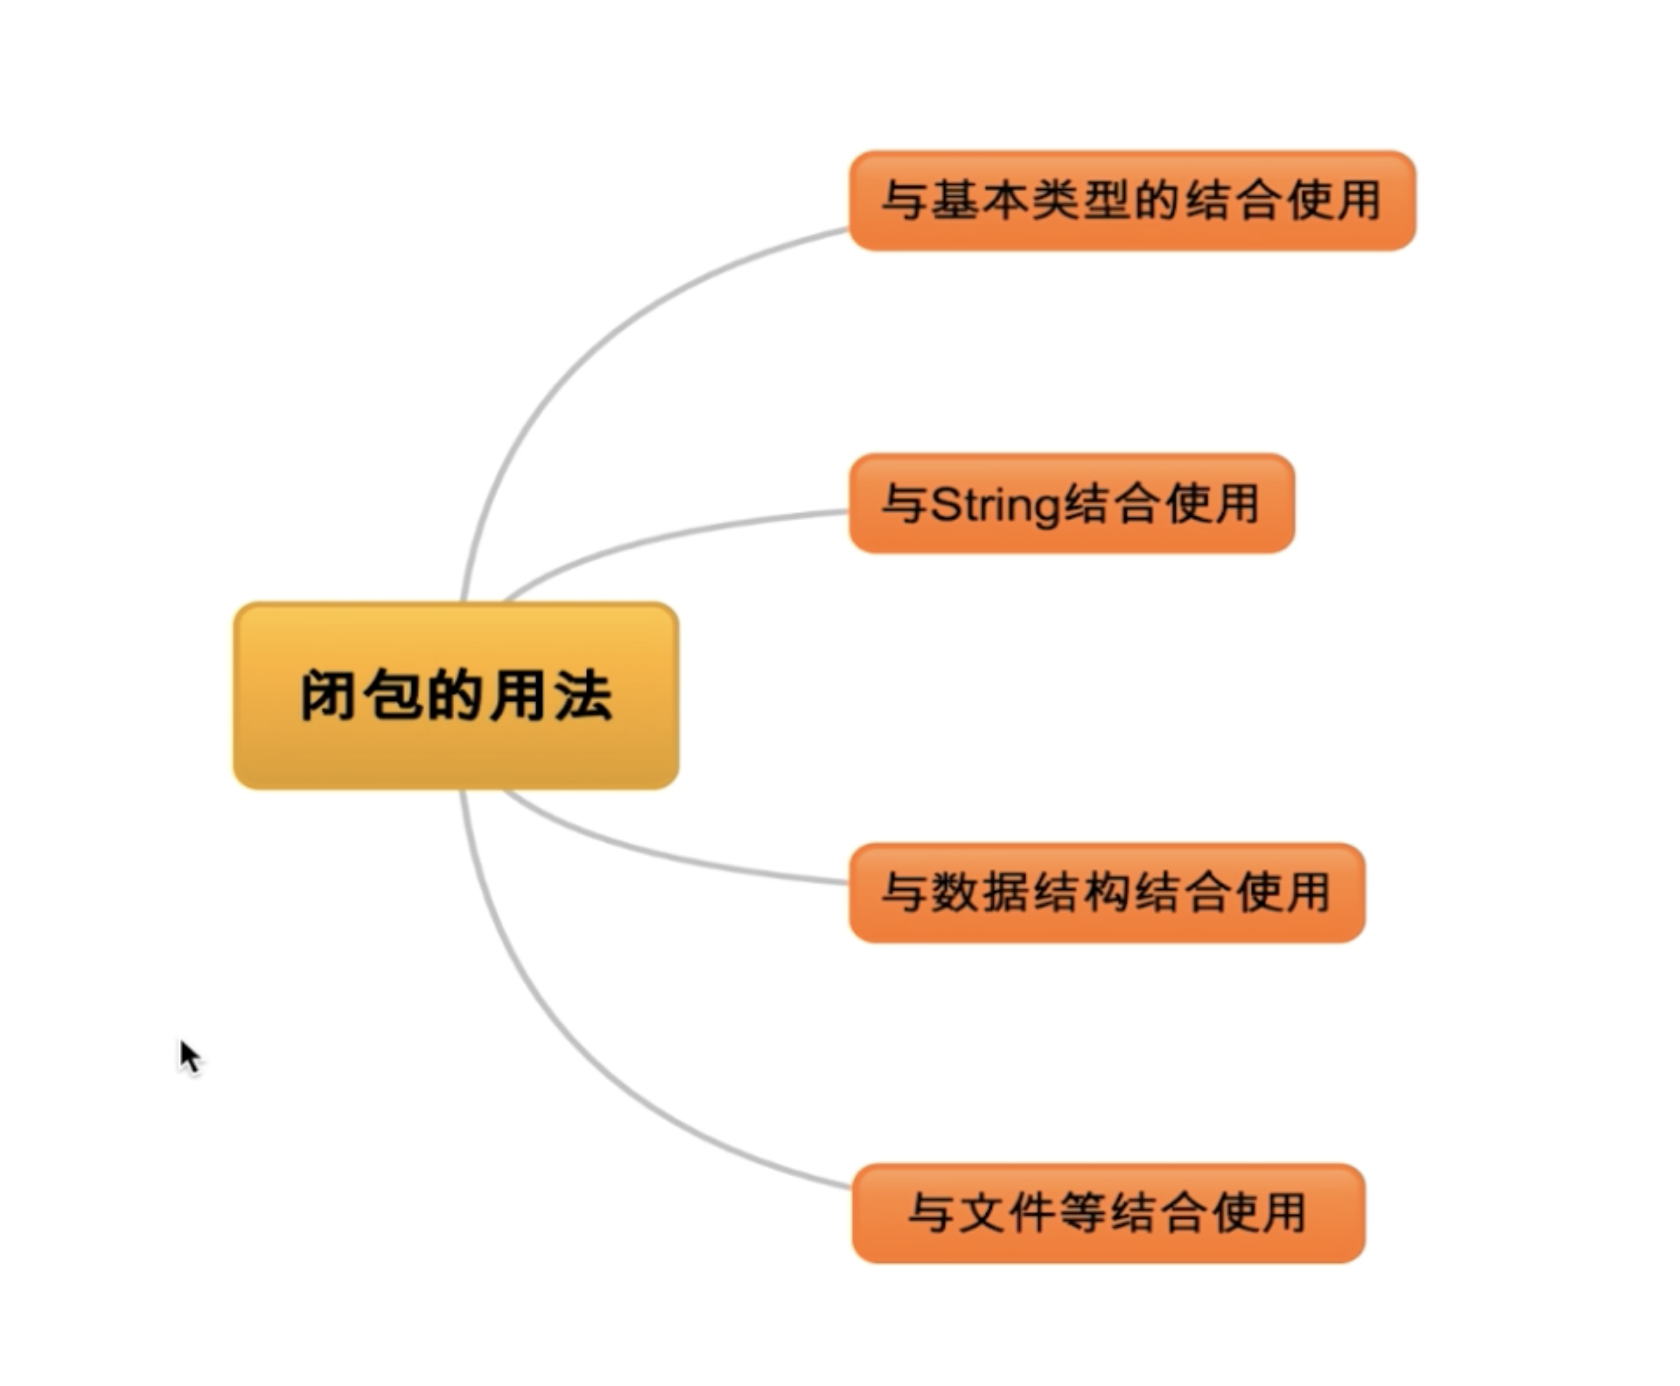 与基本类型的结合使用
与String结合使用
闭包的用法
与数据结构结合使用
与文件等结合使用